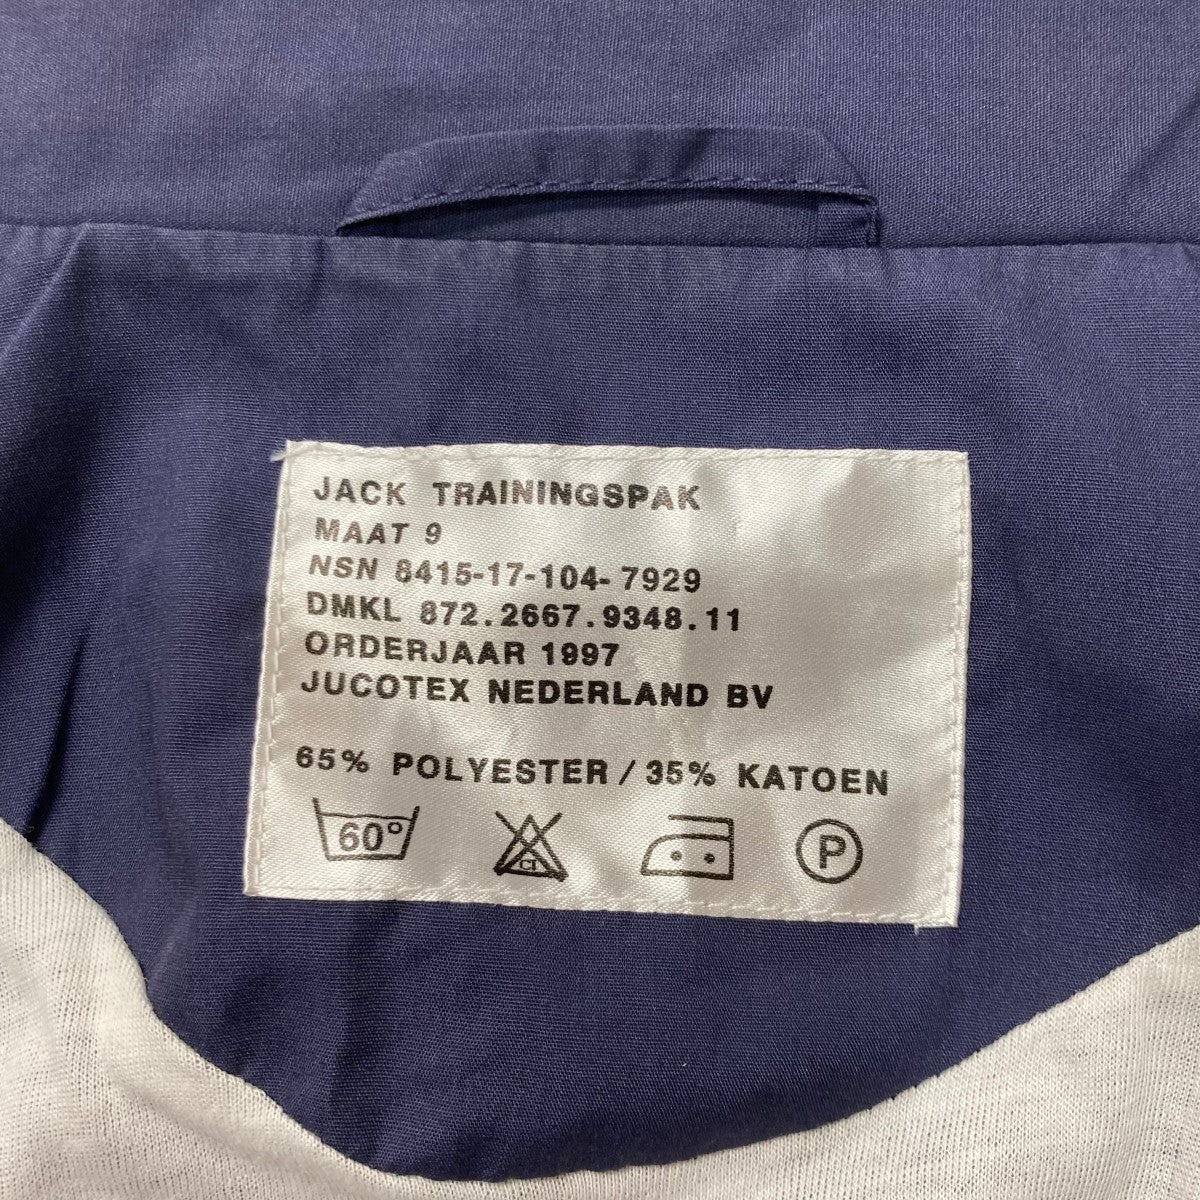 JACK TRAININGSPAK
MAAT 9
NSN 8415-17-104-7929
DMKL 872.2667.9348.11
ORDERJAAR 1997
JUCOTEX NEDERLAND BV
65% POLYESTER / 35% KATOEN
60° Cl P